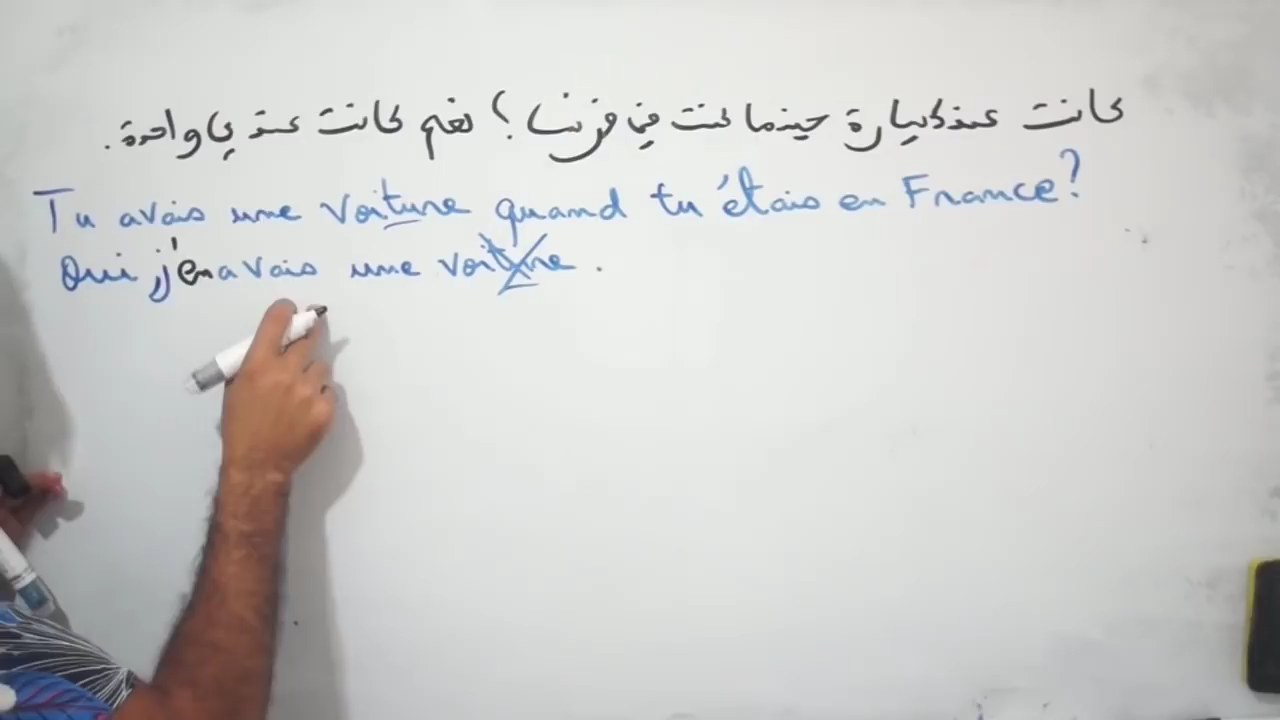 كانت عندك سيارة حينما كنت في فرنسا؟ نعم كانت عندي واحدة.
Tu avais une voiture quand tu étais en France?
Oui j'en avais une voiture.